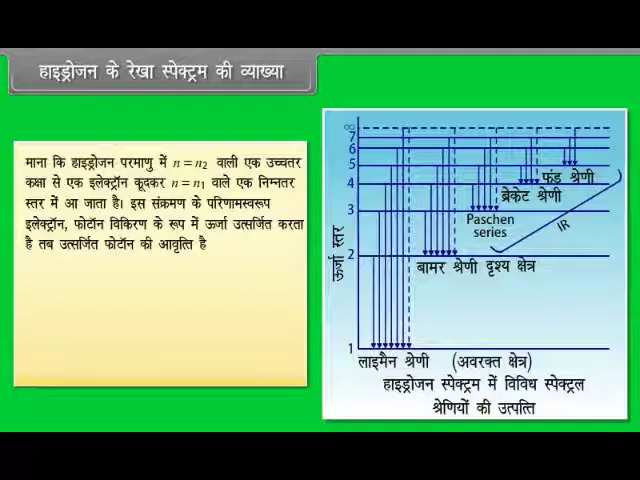 हाइड्रोजन के रेखा स्पेक्ट्रम की व्याख्या
माना कि हाइड्रोजन परमाणु में n = n₂ वाली एक उच्चतर
कक्षा से एक इलेक्ट्रॉन कूदकर n = n₁ वाले एक निम्नतर
स्तर में आ जाता है। इस संक्रमण के परिणामस्वरुप
इलेक्ट्रॉन, फोटॉन विकिरण के रूप में ऊर्जा उत्सर्जित करता
है तब उत्सर्जित फोटॉन की आवृत्ति है
∞
7
6
5
4
3
2
1
ऊर्जा स्तर
फंड श्रेणी
ब्रेकेट श्रेणी
Paschen
series
IR
बामर श्रेणी दृश्य क्षेत्र
लाइमैन श्रेणी (अवरक्त क्षेत्र)
हाइड्रोजन स्पेक्ट्रम में विविध स्पेक्ट्रल
श्रेणियों की उत्पत्ति